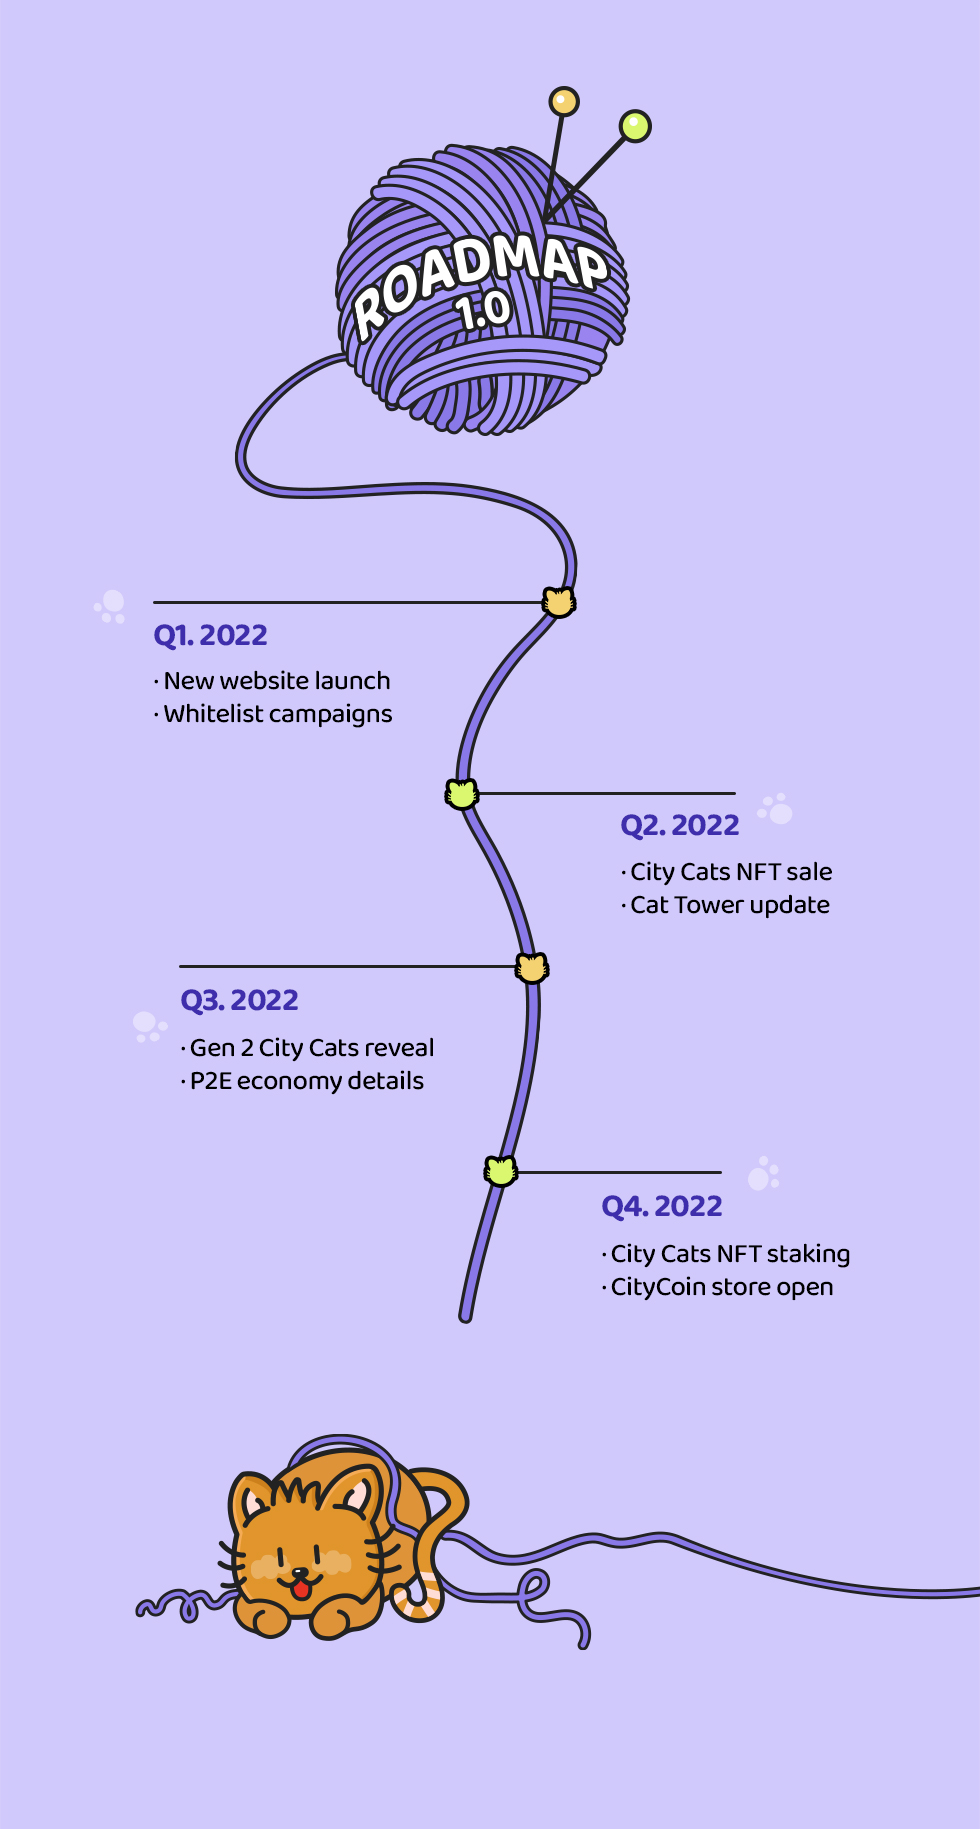 ROADMAP
1.0
Q1. 2022
· New website launch
· Whitelist campaigns
Q2. 2022
· City Cats NFT sale
· Cat Tower update
Q3. 2022
· Gen 2 City Cats reveal
· P2E economy details
Q4. 2022
· City Cats NFT staking
· CityCoin store open